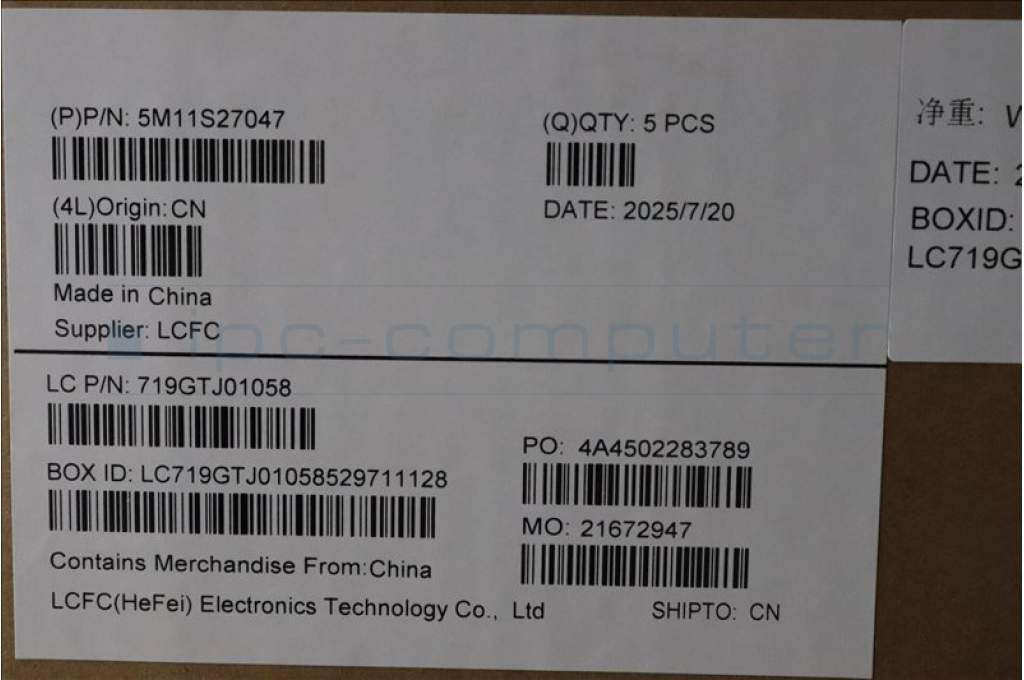 (P)P/N: 5M11S27047
(Q)QTY: 5 PCS
(4L)Origin:CN
DATE: 2025/7/20
Made in China
Supplier: LCFC
ipc-computer
LC P/N: 719GTJ01058
PO: 4A4502283789
BOX ID: LC719GTJ01058529711128
MO: 21672947
Contains Merchandise From:China
LCFC(HeFei) Electronics Technology Co., Ltd
SHIPTO: CN
净重:
DATE: 2
BOXID:
LC719G